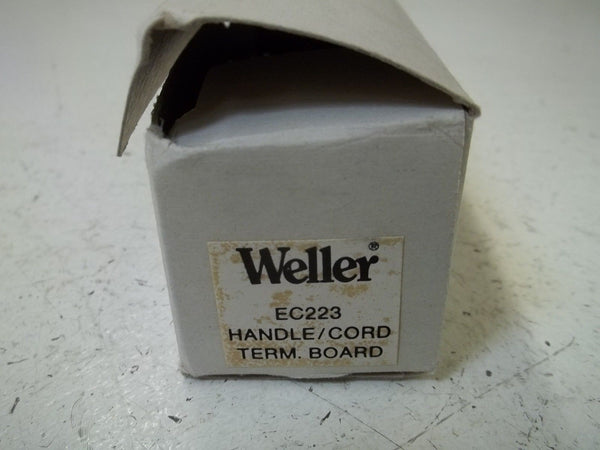 Weller®
EC223
HANDLE/CORD
TERM. BOARD